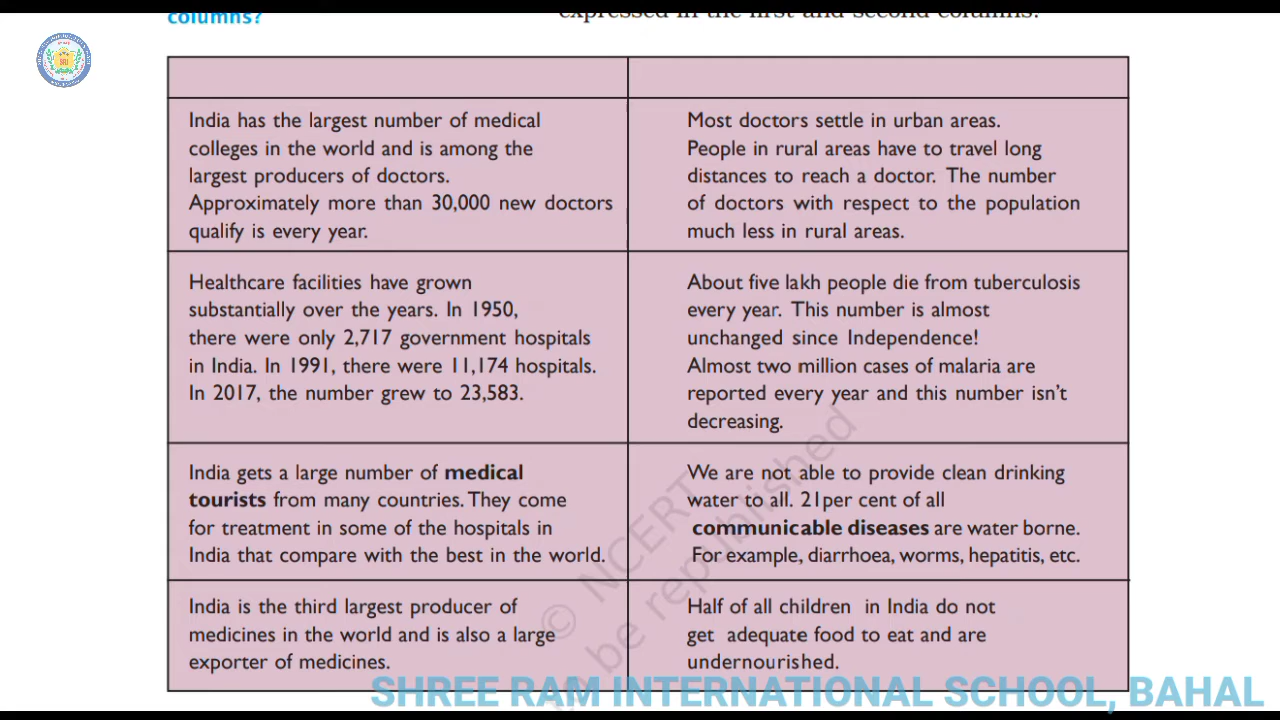 columns?
expressed in the first and second columns.
India has the largest number of medical
colleges in the world and is among the
largest producers of doctors.
Approximately more than 30,000 new doctors
qualify is every year.
Most doctors settle in urban areas.
People in rural areas have to travel long
distances to reach a doctor. The number
of doctors with respect to the population
much less in rural areas.
Healthcare facilities have grown
substantially over the years. In 1950,
there were only 2,717 government hospitals
in India. In 1991, there were 11,174 hospitals.
In 2017, the number grew to 23,583.
About five lakh people die from tuberculosis
every year. This number is almost
unchanged since Independence!
Almost two million cases of malaria are
reported every year and this number isn't
decreasing.
India gets a large number of medical
tourists from many countries. They come
for treatment in some of the hospitals in
India that compare with the best in the world.
We are not able to provide clean drinking
water to all. 21per cent of all
communicable diseases are water borne.
For example, diarrhoea, worms, hepatitis, etc.
India is the third largest producer of
medicines in the world and is also a large
exporter of medicines.
Half of all children in India do not
get adequate food to eat and are
undernourished.
© NCERT
to be republished
SHREE RAM INTERNATIONAL SCHOOL, BAHAL